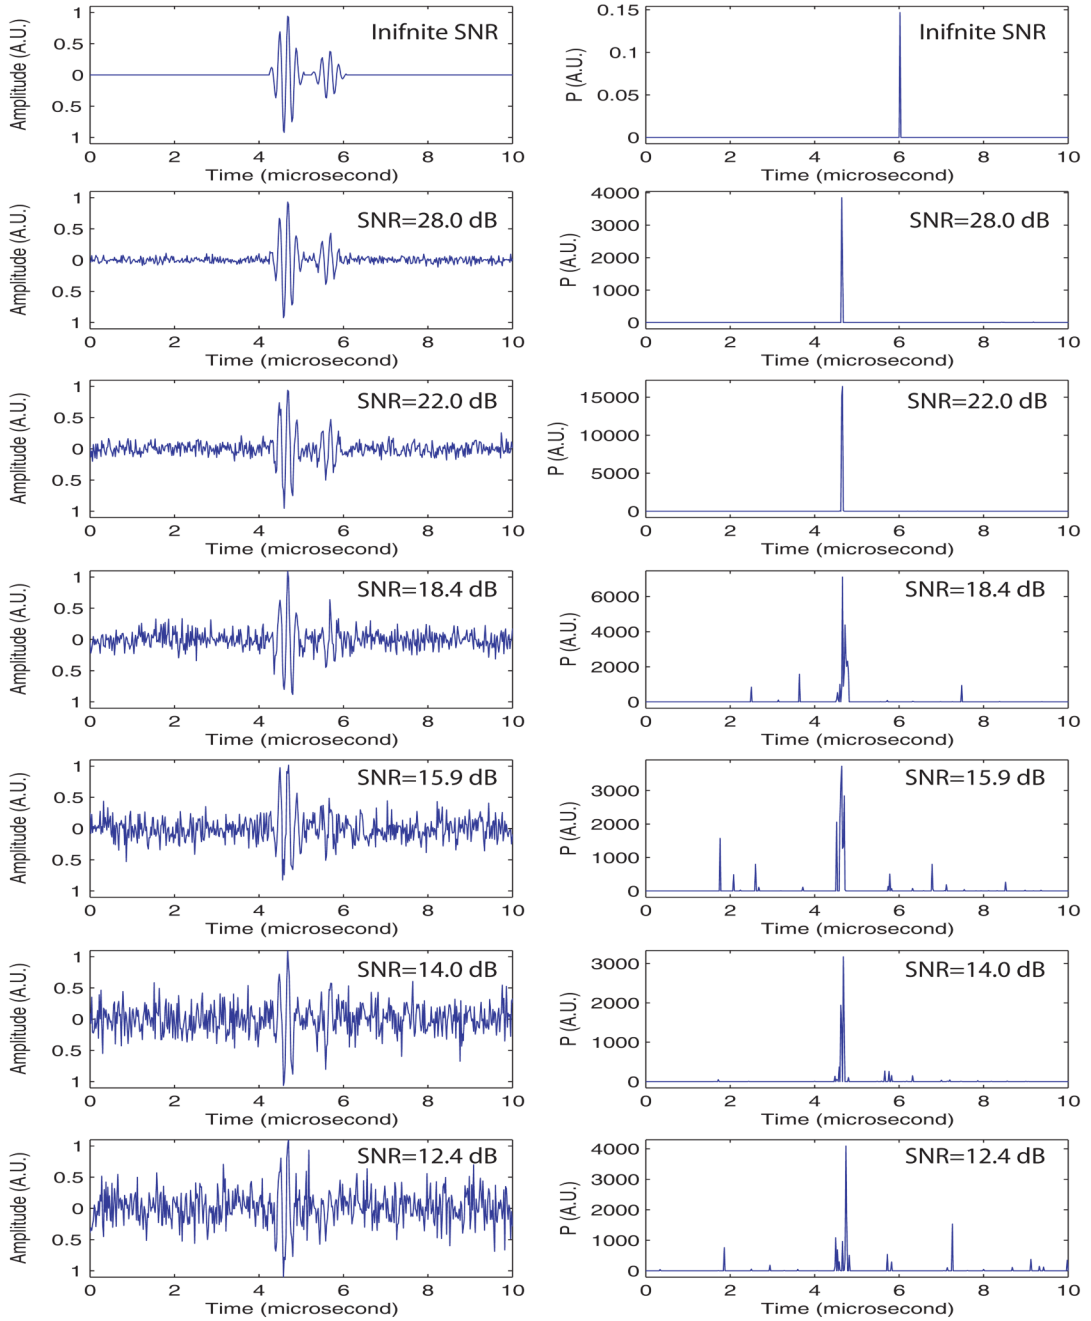 Amplitude (A.U.)
1
0.5
0
0.5
1
Inifnite SNR
0 2 4 6 8 10
Time (microsecond)
P (A.U.)
0.15
0.1
0.05
0
Inifnite SNR
0 2 4 6 8 10
Time (microsecond)
Amplitude (A.U.)
1
0.5
0
0.5
1
SNR=28.0 dB
0 2 4 6 8 10
Time (microsecond)
P (A.U.)
4000
3000
2000
1000
0
SNR=28.0 dB
0 2 4 6 8 10
Time (microsecond)
Amplitude (A.U.)
1
0.5
0
0.5
1
SNR=22.0 dB
0 2 4 6 8 10
Time (microsecond)
P (A.U.)
15000
10000
5000
0
SNR=22.0 dB
0 2 4 6 8 10
Time (microsecond)
Amplitude (A.U.)
1
0.5
0
0.5
1
SNR=18.4 dB
0 2 4 6 8 10
Time (microsecond)
P (A.U.)
6000
4000
2000
0
SNR=18.4 dB
0 2 4 6 8 10
Time (microsecond)
Amplitude (A.U.)
1
0.5
0
0.5
1
SNR=15.9 dB
0 2 4 6 8 10
Time (microsecond)
P (A.U.)
3000
2000
1000
0
SNR=15.9 dB
0 2 4 6 8 10
Time (microsecond)
Amplitude (A.U.)
1
0.5
0
0.5
1
SNR=14.0 dB
0 2 4 6 8 10
Time (microsecond)
P (A.U.)
3000
2000
1000
0
SNR=14.0 dB
0 2 4 6 8 10
Time (microsecond)
Amplitude (A.U.)
1
0.5
0
0.5
1
SNR=12.4 dB
0 2 4 6 8 10
Time (microsecond)
P (A.U.)
4000
3000
2000
1000
0
SNR=12.4 dB
0 2 4 6 8 10
Time (microsecond)